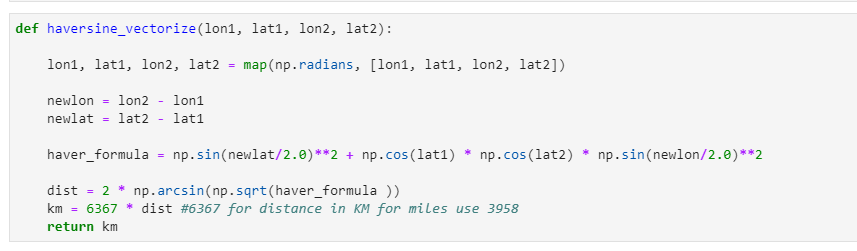 def haversine_vectorize(lon1, lat1, lon2, lat2):
lon1, lat1, lon2, lat2 = map(np.radians, [lon1, lat1, lon2, lat2])
newlon = lon2 - lon1
newlat = lat2 - lat1
haver_formula = np.sin(newlat/2.0)**2 + np.cos(lat1) * np.cos(lat2) * np.sin(newlon/2.0)**2
dist = 2 * np.arcsin(np.sqrt(haver_formula ))
km = 6367 * dist #6367 for distance in KM for miles use 3958
return km